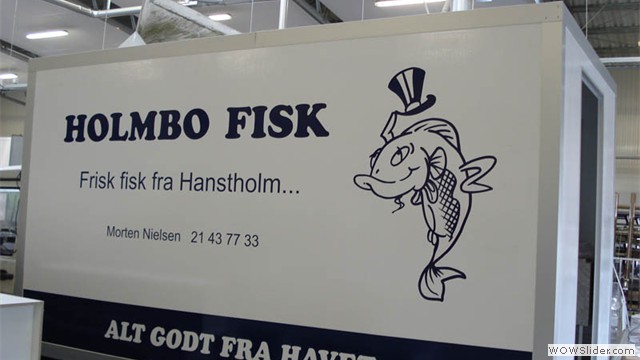 HOLMBO FISK
Frisk fisk fra Hanstholm...
Morten Nielsen 21 43 77 33
ALT GODT FRA HAVET
WOWSlider.com